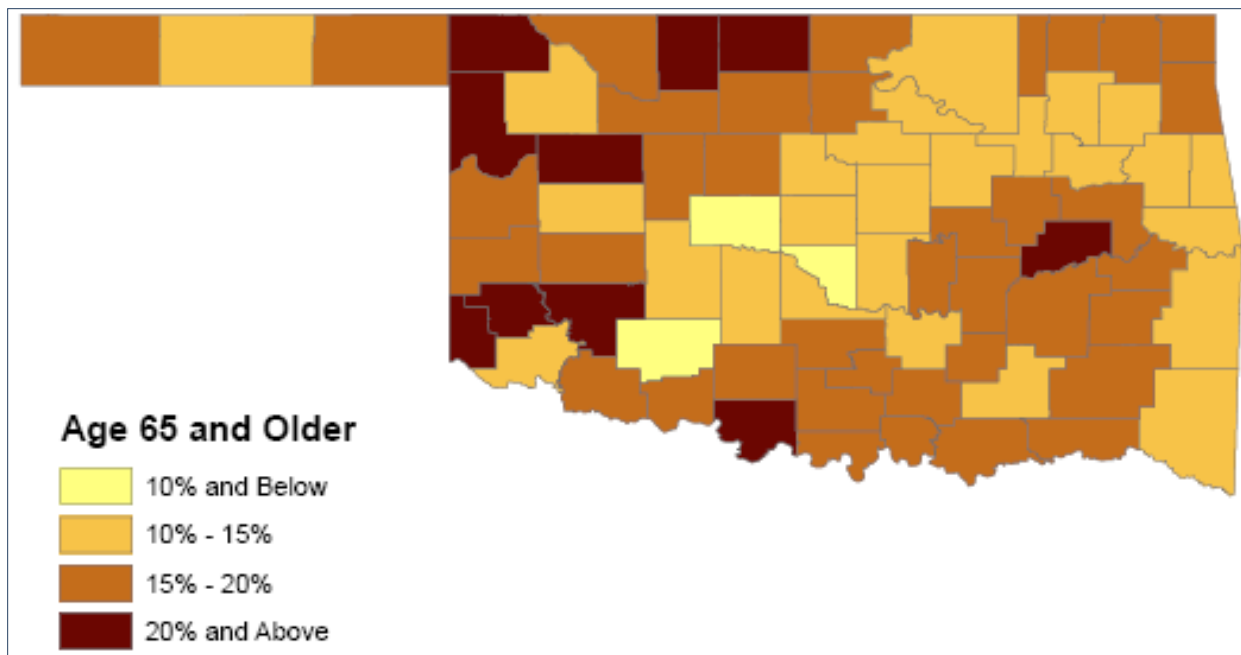 Age 65 and Older
10% and Below
10% - 15%
15% - 20%
20% and Above